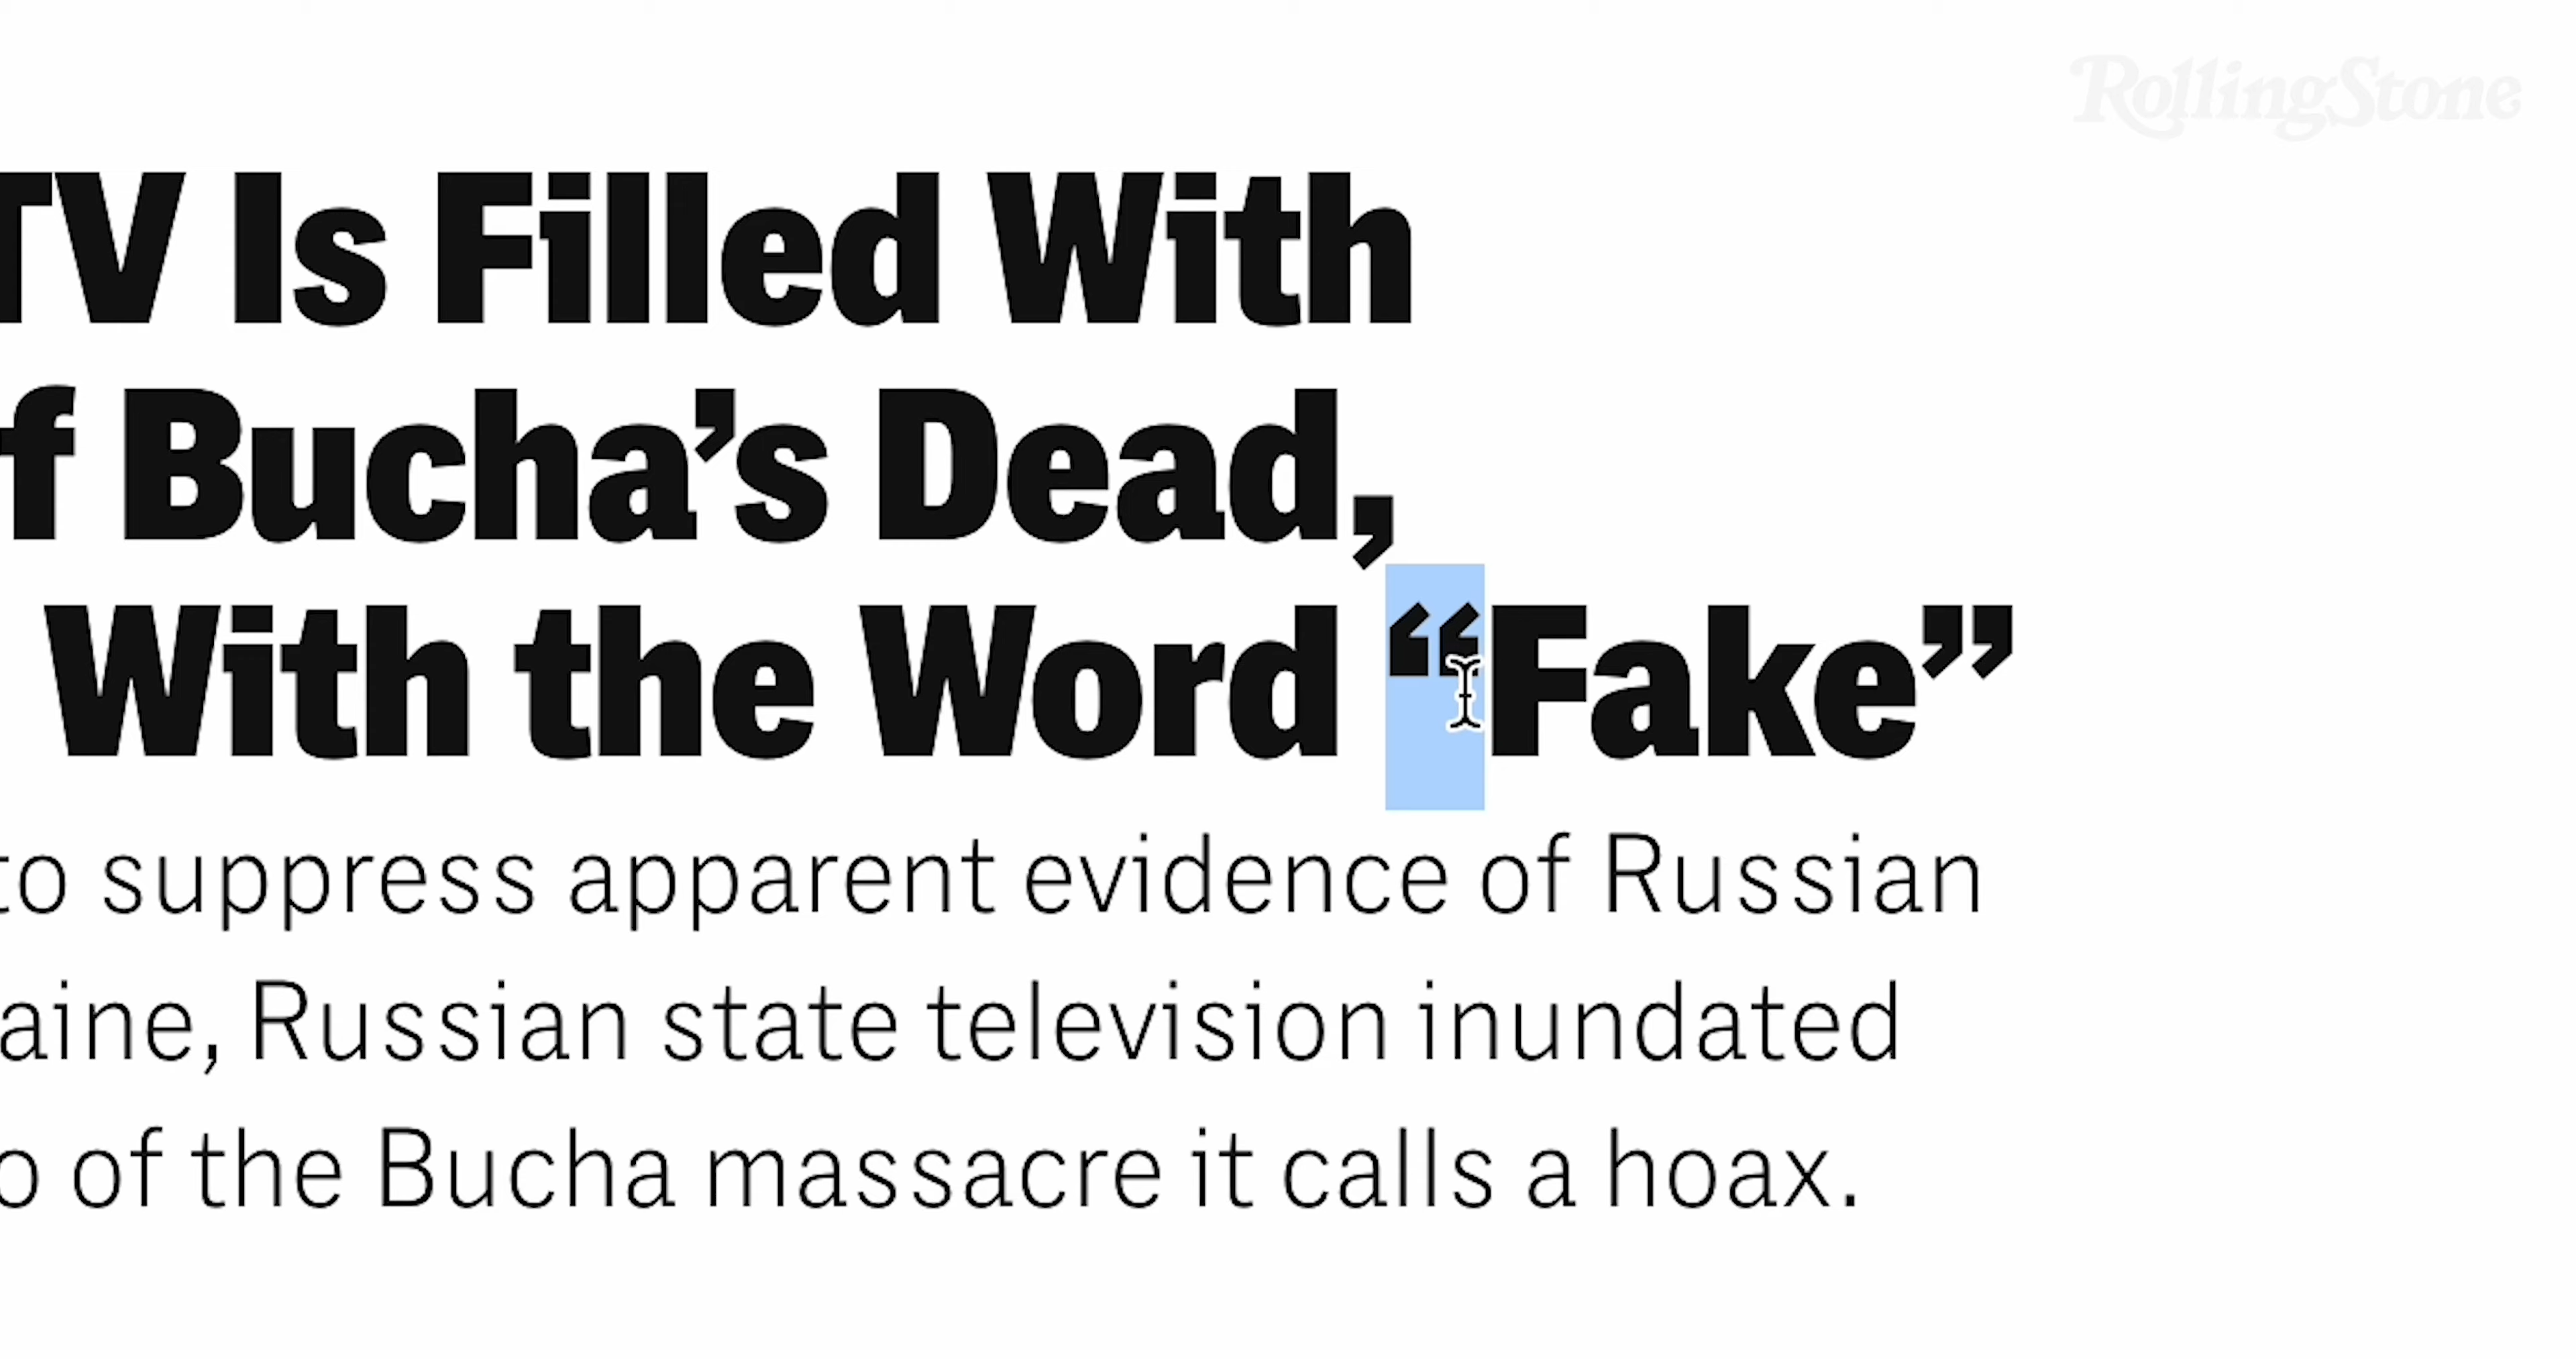 RollingStone
TV Is Filled With
f Bucha’s Dead,
With the Word “Fake”
to suppress apparent evidence of Russian
aine, Russian state television inundated
o of the Bucha massacre it calls a hoax.